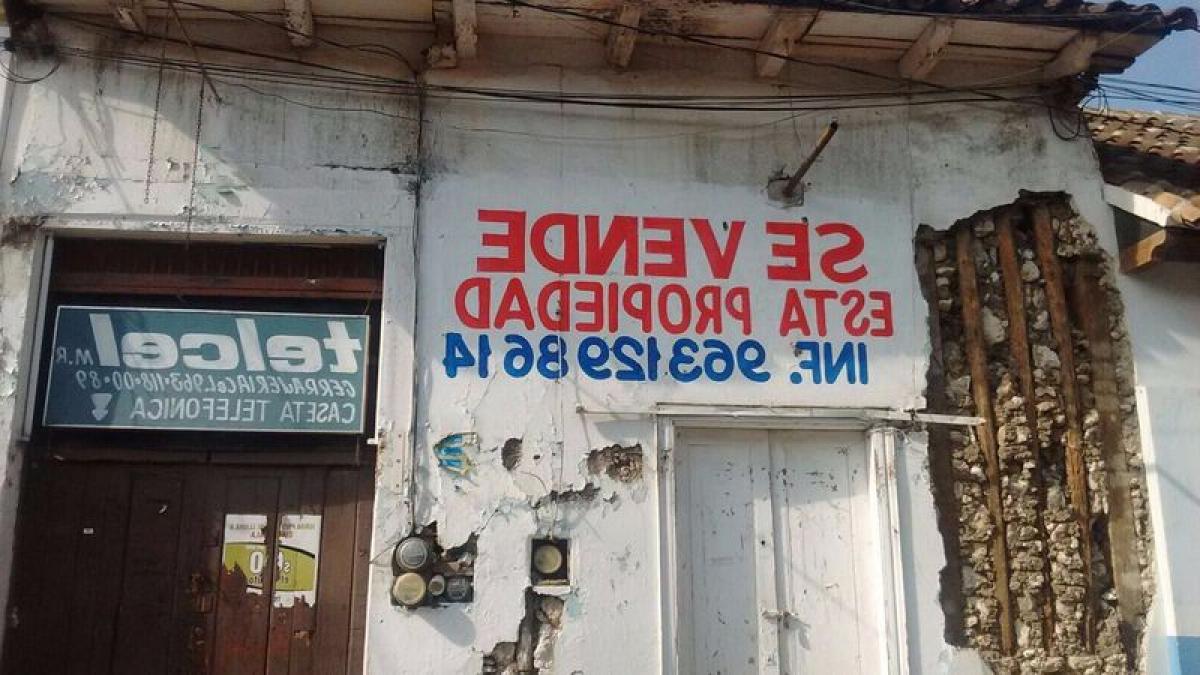 SE VENDE
ESTA PROPIEDAD
INF. 963 129 86 14
telcel M.R
CERRAJERIA Cel. 963·118·00·89
CASETA TELEFONICA